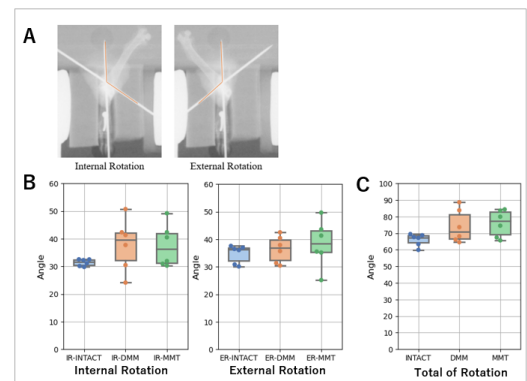 A
Internal Rotation
External Rotation
B
60
50
40
30
20
10
0
Angle
IR-INTACT
IR-DMM
IR-MMT
Internal Rotation
60
50
40
30
20
10
0
Angle
ER-INTACT
ER-DMM
ER-MMT
External Rotation
C
100
90
80
70
60
50
40
30
20
10
0
Angle
INTACT
DMM
MMT
Total of Rotation